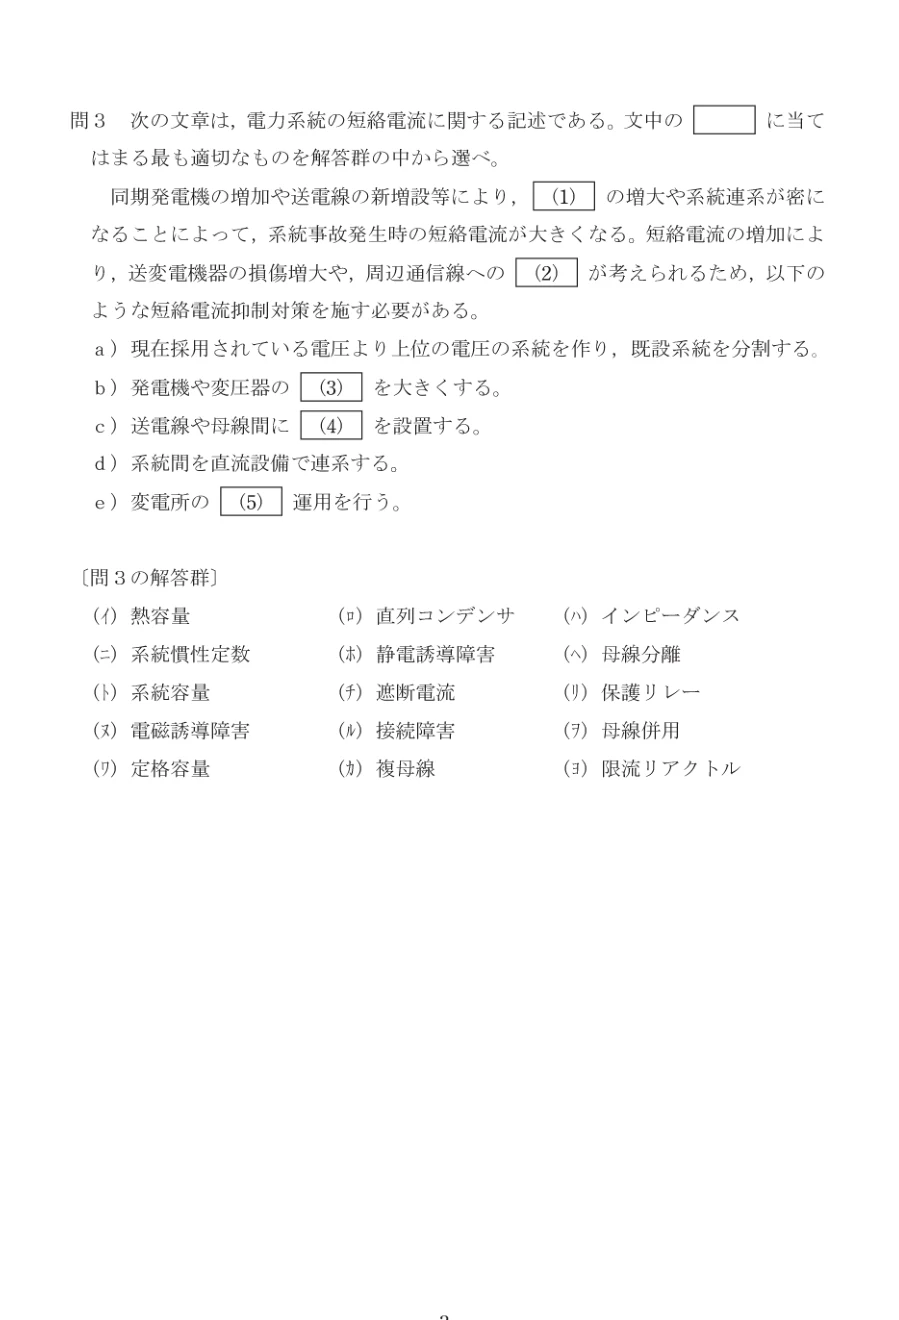 問３　次の文章は，電力系統の短絡電流に関する記述である。文中の　　　に当て
はまる最も適切なものを解答群の中から選べ。
同期発電機の増加や送電線の新増設等により， (1) の増大や系統連系が密に
なることによって，系統事故発生時の短絡電流が大きくなる。短絡電流の増加によ
り，送変電機器の損傷増大や，周辺通信線への (2) が考えられるため，以下の
ような短絡電流抑制対策を施す必要がある。
ａ）現在採用されている電圧より上位の電圧の系統を作り，既設系統を分割する。
ｂ）発電機や変圧器の (3) を大きくする。
ｃ）送電線や母線間に (4) を設置する。
ｄ）系統間を直流設備で連系する。
ｅ）変電所の (5) 運用を行う。
〔問３の解答群〕
(ｲ) 熱容量 (ﾛ) 直列コンデンサ (ﾊ) インピーダンス
(ﾆ) 系統慣性定数 (ﾎ) 静電誘導障害 (ﾍ) 母線分離
(ﾄ) 系統容量 (ﾁ) 遮断電流 (ﾘ) 保護リレー
(ﾇ) 電磁誘導障害 (ﾙ) 接続障害 (ｦ) 母線併用
(ﾜ) 定格容量 (ｶ) 複母線 (ﾖ) 限流リアクトル